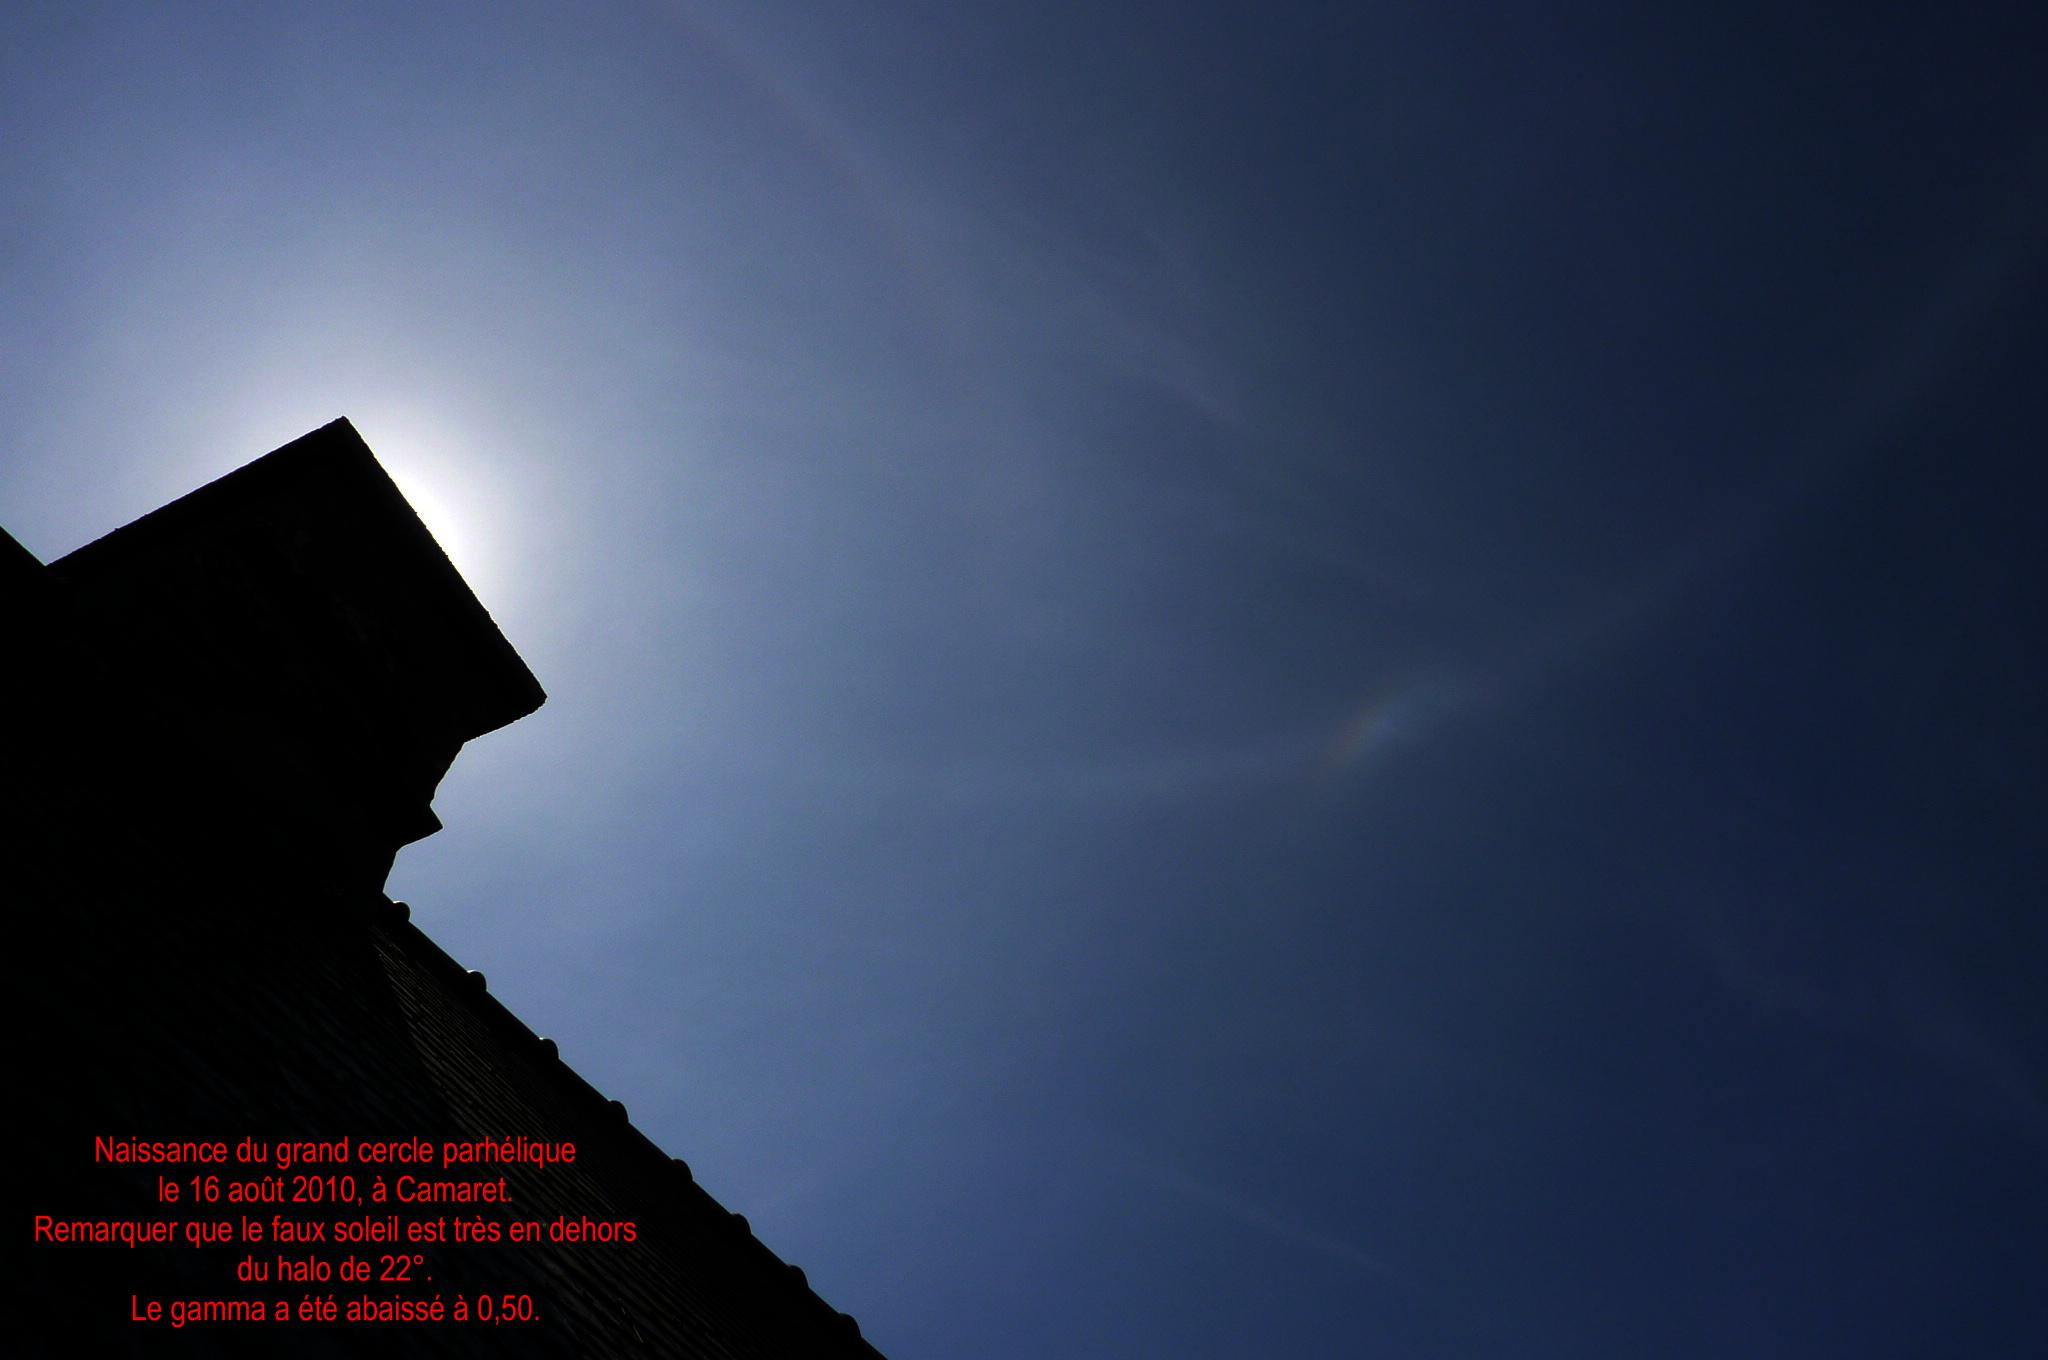 Naissance du grand cercle parhélique
le 16 août 2010, à Camaret.
Remarquer que le faux soleil est très en dehors
du halo de 22°.
Le gamma a été abaissé à 0,50.